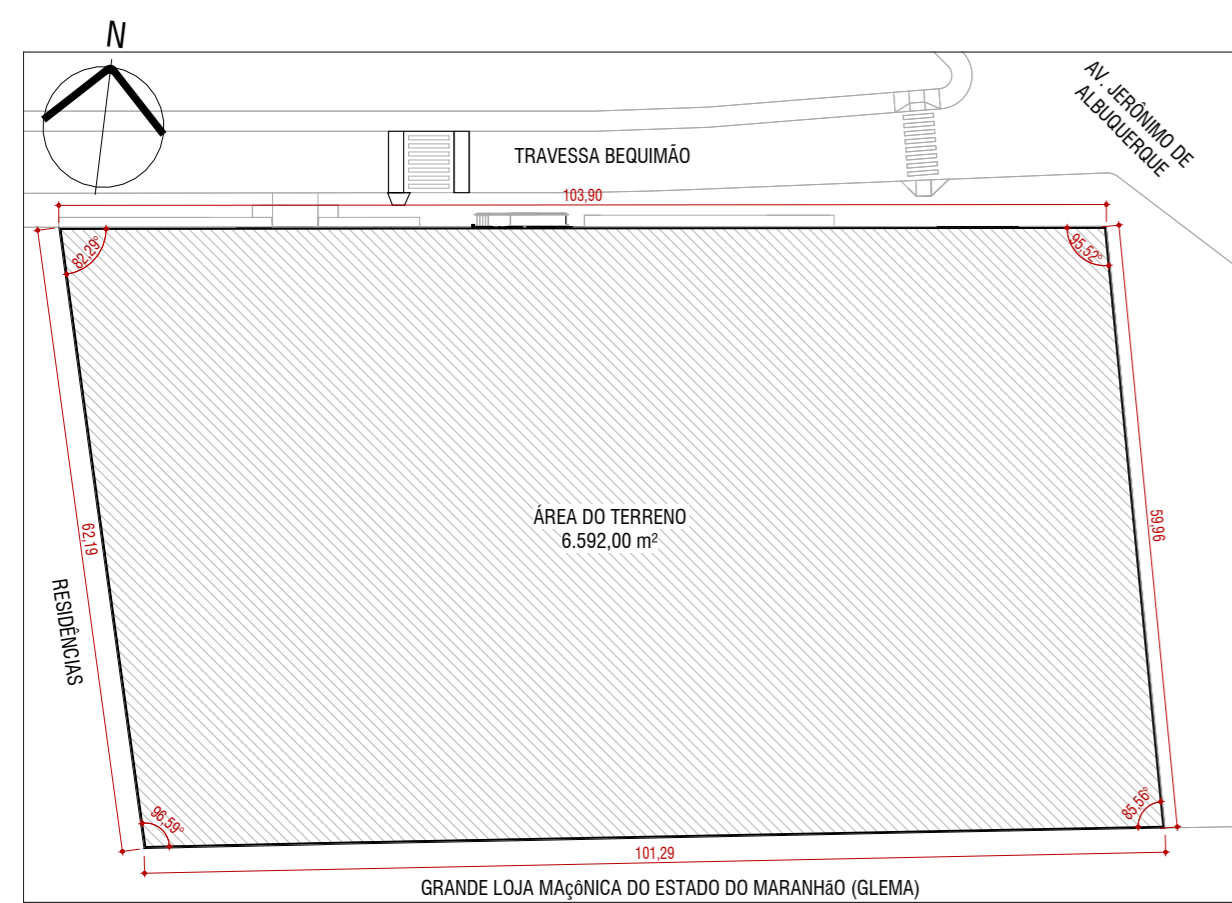 N
AV. JERÔNIMO DE
ALBUQUERQUE
TRAVESSA BEQUIMÃO
103,90
82,29°
95,52°
62,19
RESIDÊNCIAS
ÁREA DO TERRENO
6.592,00 m²
59,96
96,59°
85,56°
101,29
GRANDE LOJA MAçôNICA DO ESTADO DO MARANHãO (GLEMA)